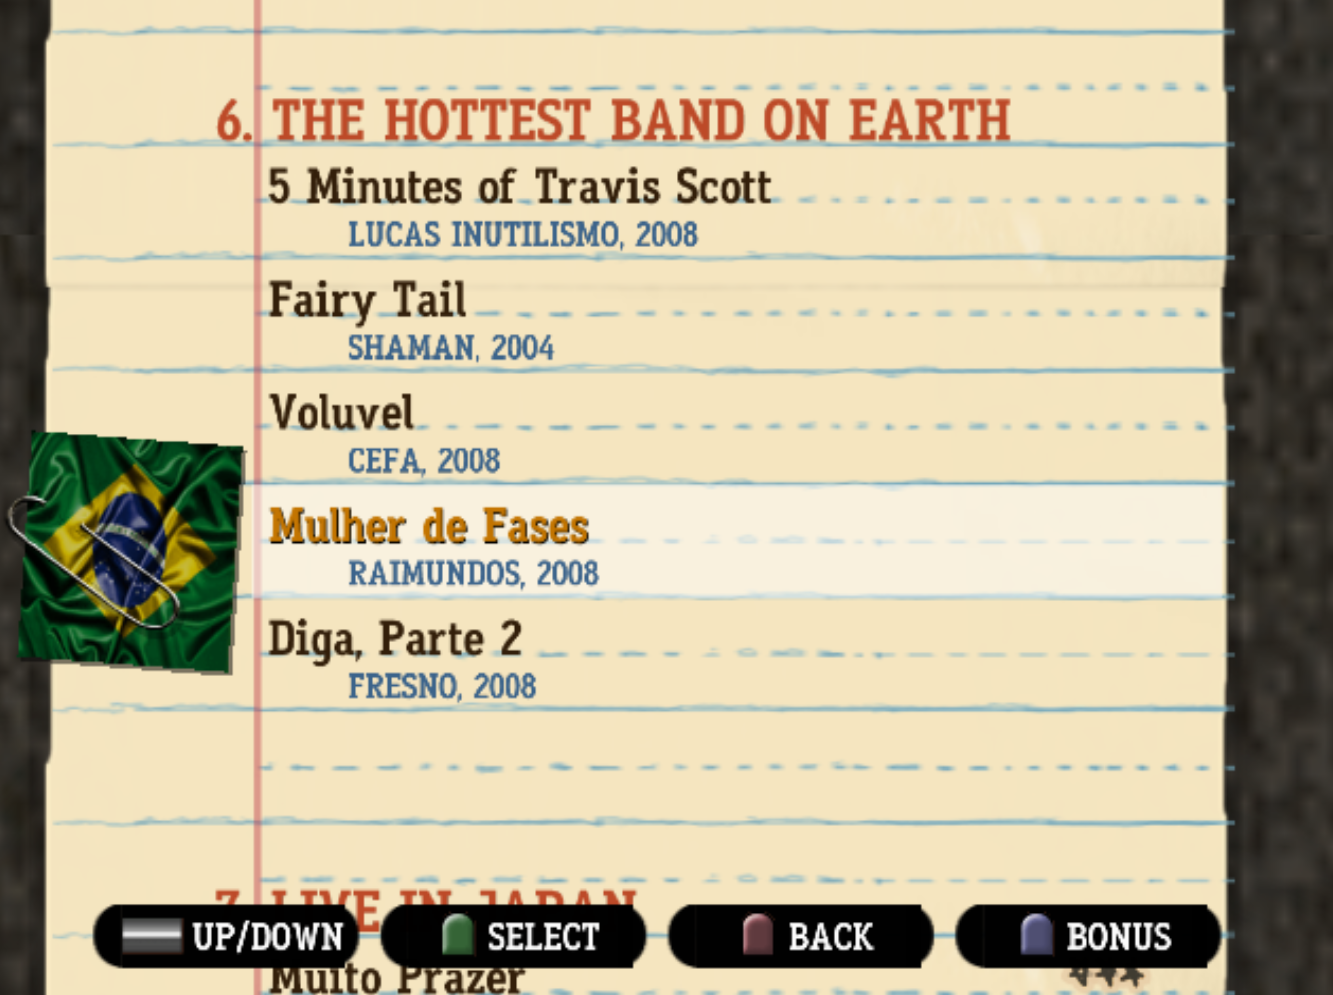 6. THE HOTTEST BAND ON EARTH
5 Minutes of Travis Scott
LUCAS INUTILISMO, 2008
Fairy Tail
SHAMAN, 2004
Voluvel
CEFA, 2008
Mulher de Fases
RAIMUNDOS, 2008
Diga, Parte 2
FRESNO, 2008
7. LIVE IN JAPAN
UP/DOWN SELECT BACK BONUS
Muito Prazer